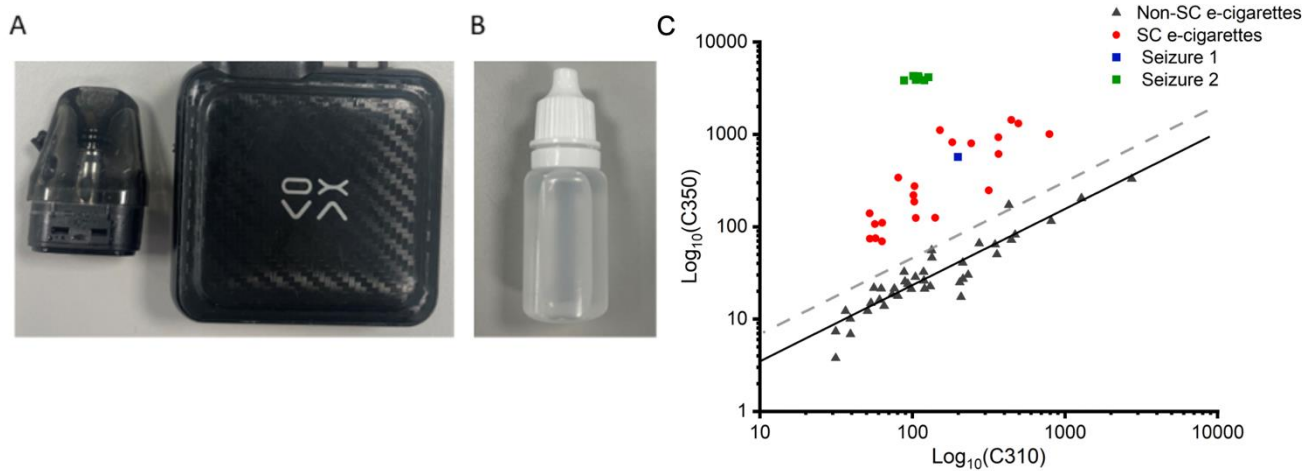 A
B
C
OX
VA
Non-SC e-cigarettes
SC e-cigarettes
Seizure 1
Seizure 2
10000
1000
100
10
1
Log₁₀(C350)
10
100
1000
10000
Log₁₀(C310)